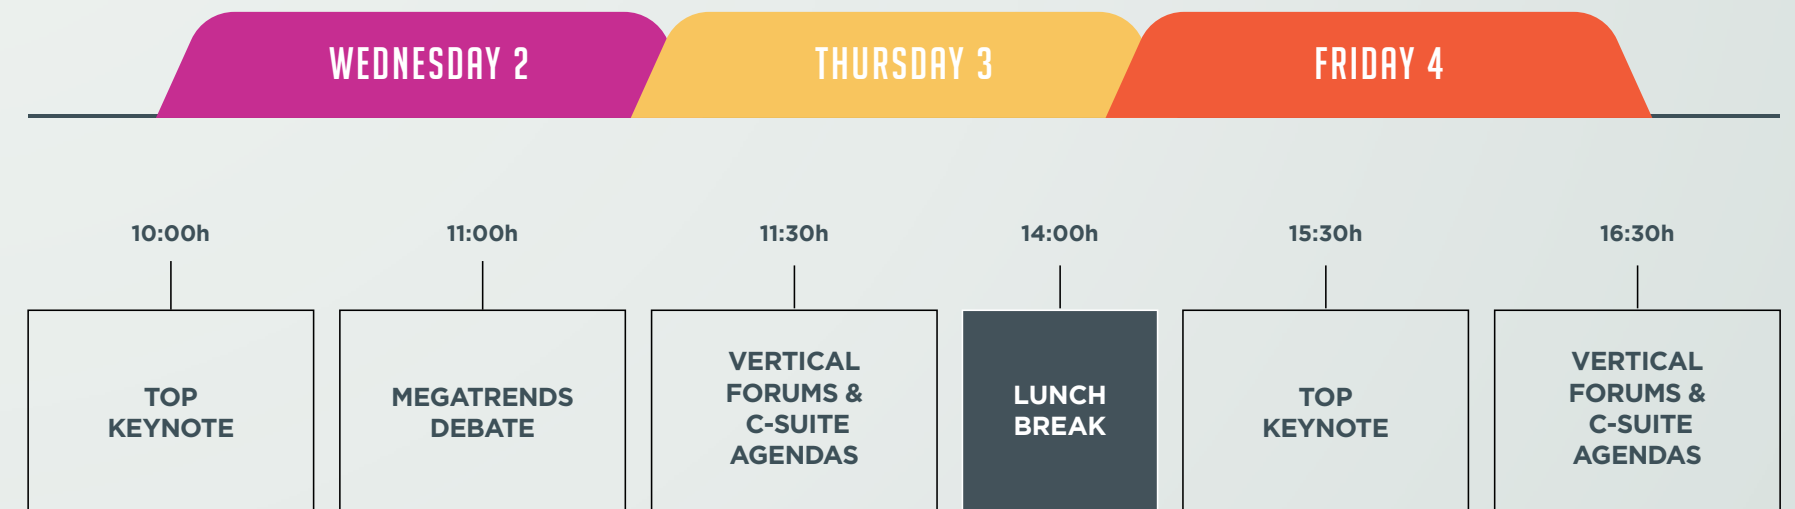 WEDNESDAY 2
THURSDAY 3
FRIDAY 4
10:00h
11:00h
11:30h
14:00h
15:30h
16:30h
TOP
KEYNOTE
MEGATRENDS
DEBATE
VERTICAL
FORUMS &
C-SUITE
AGENDAS
LUNCH
BREAK
TOP
KEYNOTE
VERTICAL
FORUMS &
C-SUITE
AGENDAS